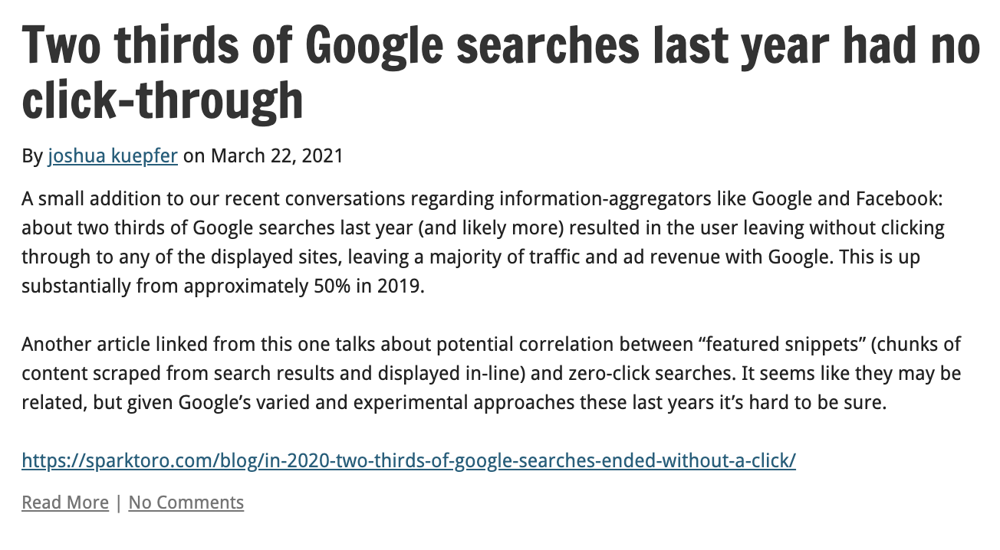 Two thirds of Google searches last year had no
click-through
By joshua kuepfer on March 22, 2021
A small addition to our recent conversations regarding information-aggregators like Google and Facebook:
about two thirds of Google searches last year (and likely more) resulted in the user leaving without clicking
through to any of the displayed sites, leaving a majority of traffic and ad revenue with Google. This is up
substantially from approximately 50% in 2019.
Another article linked from this one talks about potential correlation between “featured snippets” (chunks of
content scraped from search results and displayed in-line) and zero-click searches. It seems like they may be
related, but given Google’s varied and experimental approaches these last years it’s hard to be sure.
https://sparktoro.com/blog/in-2020-two-thirds-of-google-searches-ended-without-a-click/
Read More | No Comments